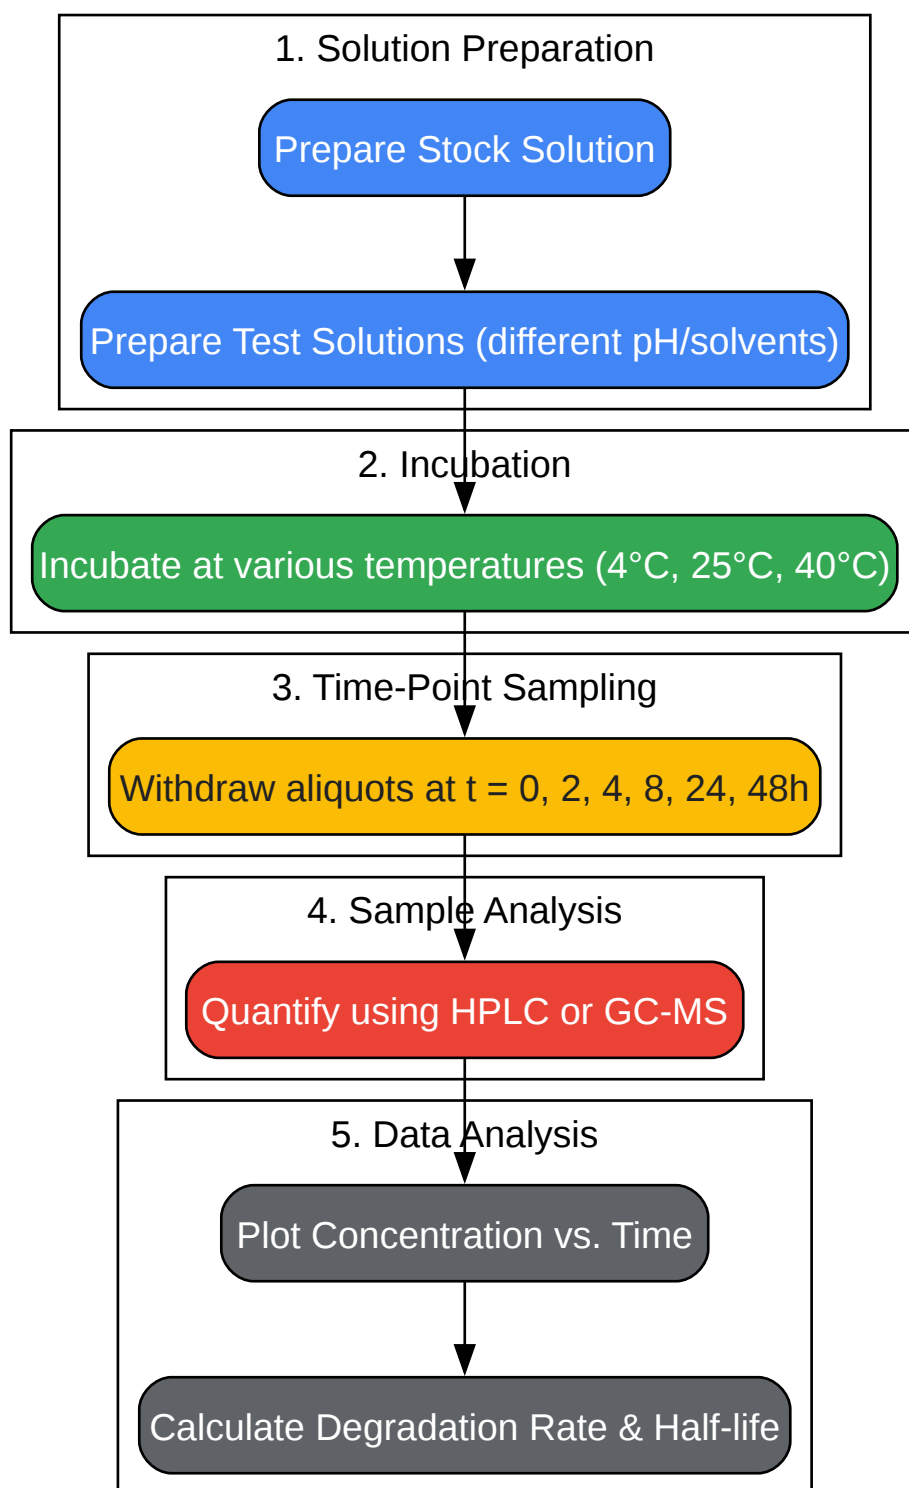 1. Solution Preparation
Prepare Stock Solution
Prepare Test Solutions (different pH/solvents)
2. Incubation
Incubate at various temperatures (4°C, 25°C, 40°C)
3. Time-Point Sampling
Withdraw aliquots at t = 0, 2, 4, 8, 24, 48h
4. Sample Analysis
Quantify using HPLC or GC-MS
5. Data Analysis
Plot Concentration vs. Time
Calculate Degradation Rate & Half-life